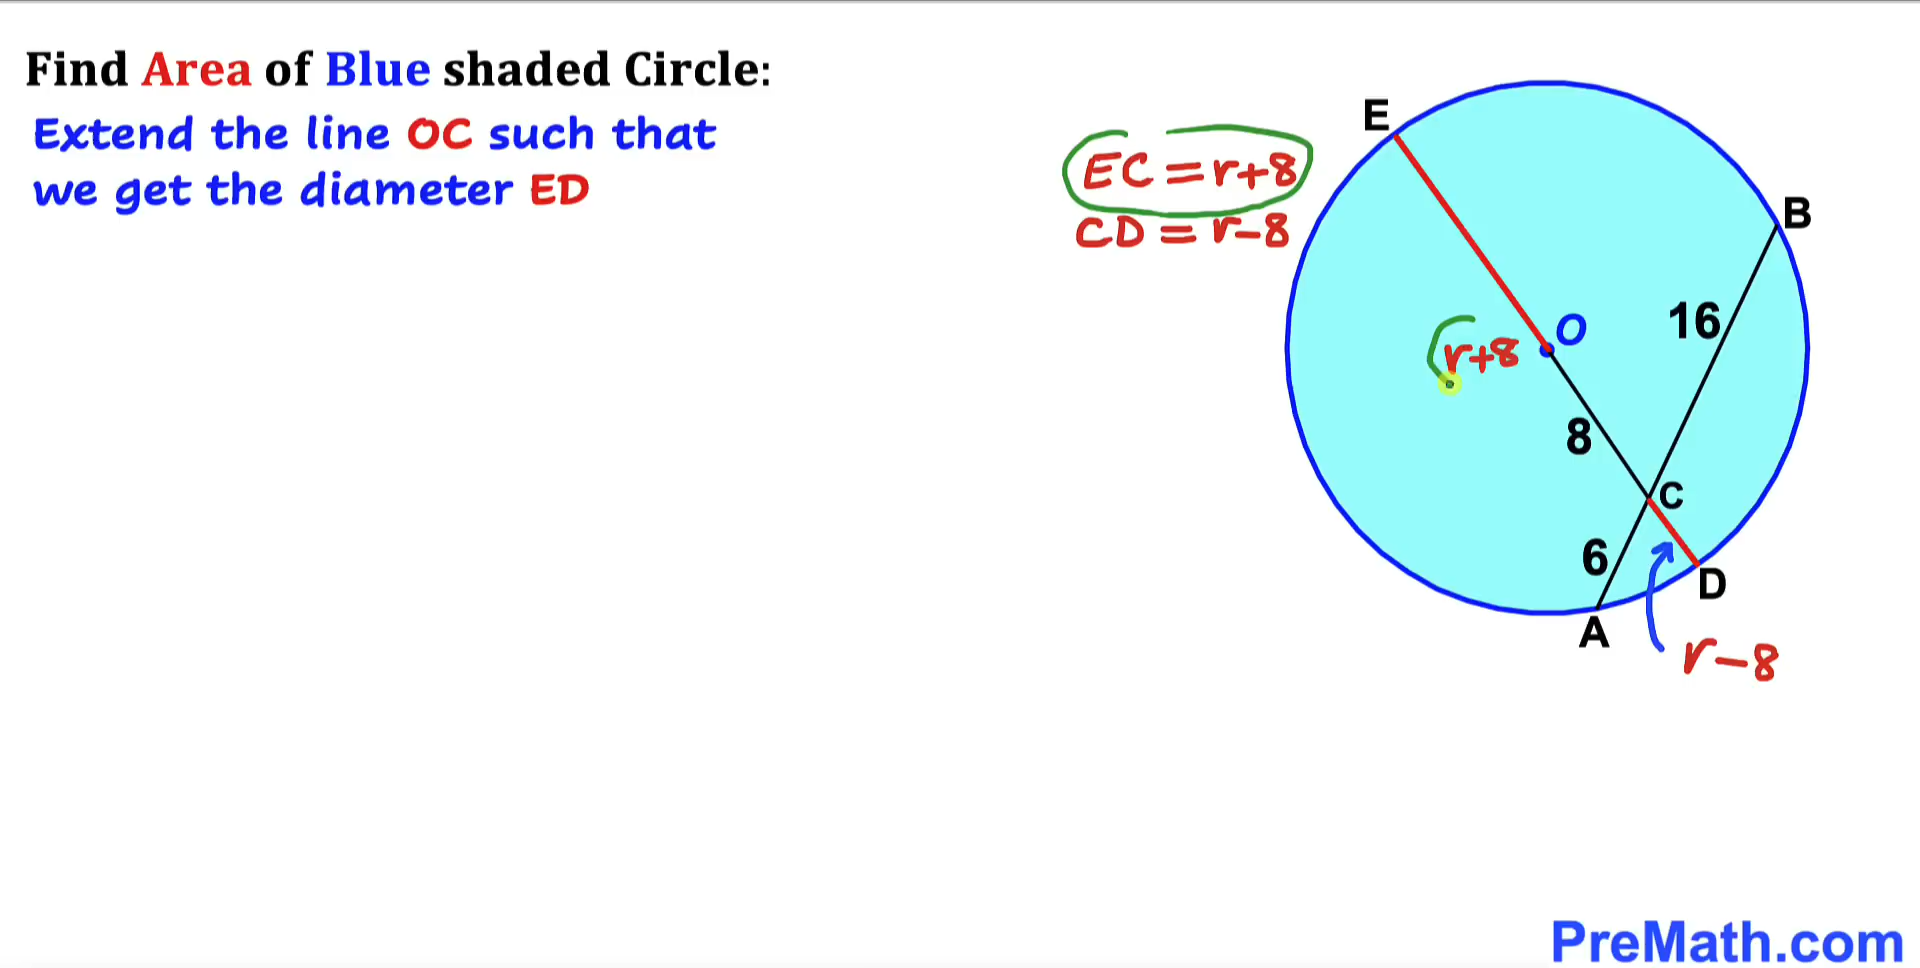 Find Area of Blue shaded Circle:
Extend the line OC such that
we get the diameter ED
E
EC = r+8
CD = r-8
B
16
O
r+8
8
C
6
D
A
r-8
PreMath.com